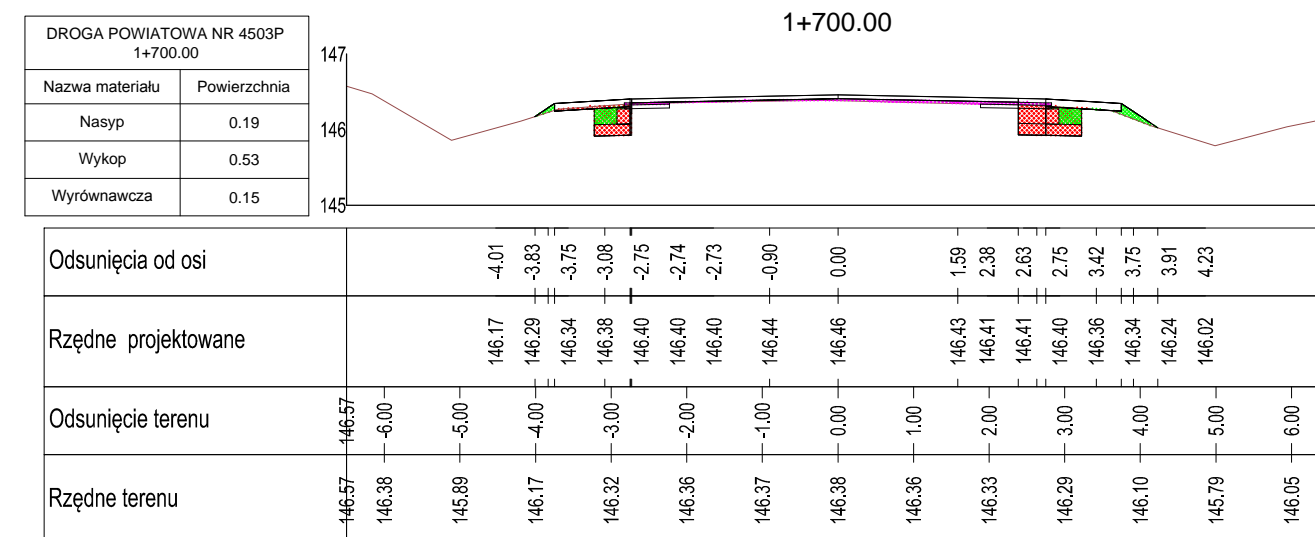 1+700.00
DROGA POWIATOWA NR 4503P
1+700.00
Nazwa materiału Powierzchnia
Nasyp 0.19
Wykop 0.53
Wyrównawcza 0.15
147
146
145
Odsunięcia od osi -4.01 -3.83 -3.75 -3.08 -2.75 -2.74 -2.73 -0.90 0.00 1.59 2.38 2.63 2.75 3.42 3.75 3.91 4.23
Rzędne projektowane 146.17 146.29 146.34 146.38 146.40 146.40 146.40 146.44 146.46 146.43 146.41 146.41 146.40 146.36 146.34 146.24 146.02
Odsunięcie terenu 146.57 -6.00 -5.00 -4.00 -3.00 -2.00 -1.00 0.00 1.00 2.00 3.00 4.00 5.00 6.00
Rzędne terenu 146.57 146.38 145.89 146.17 146.32 146.36 146.37 146.38 146.36 146.33 146.29 146.10 145.79 146.05